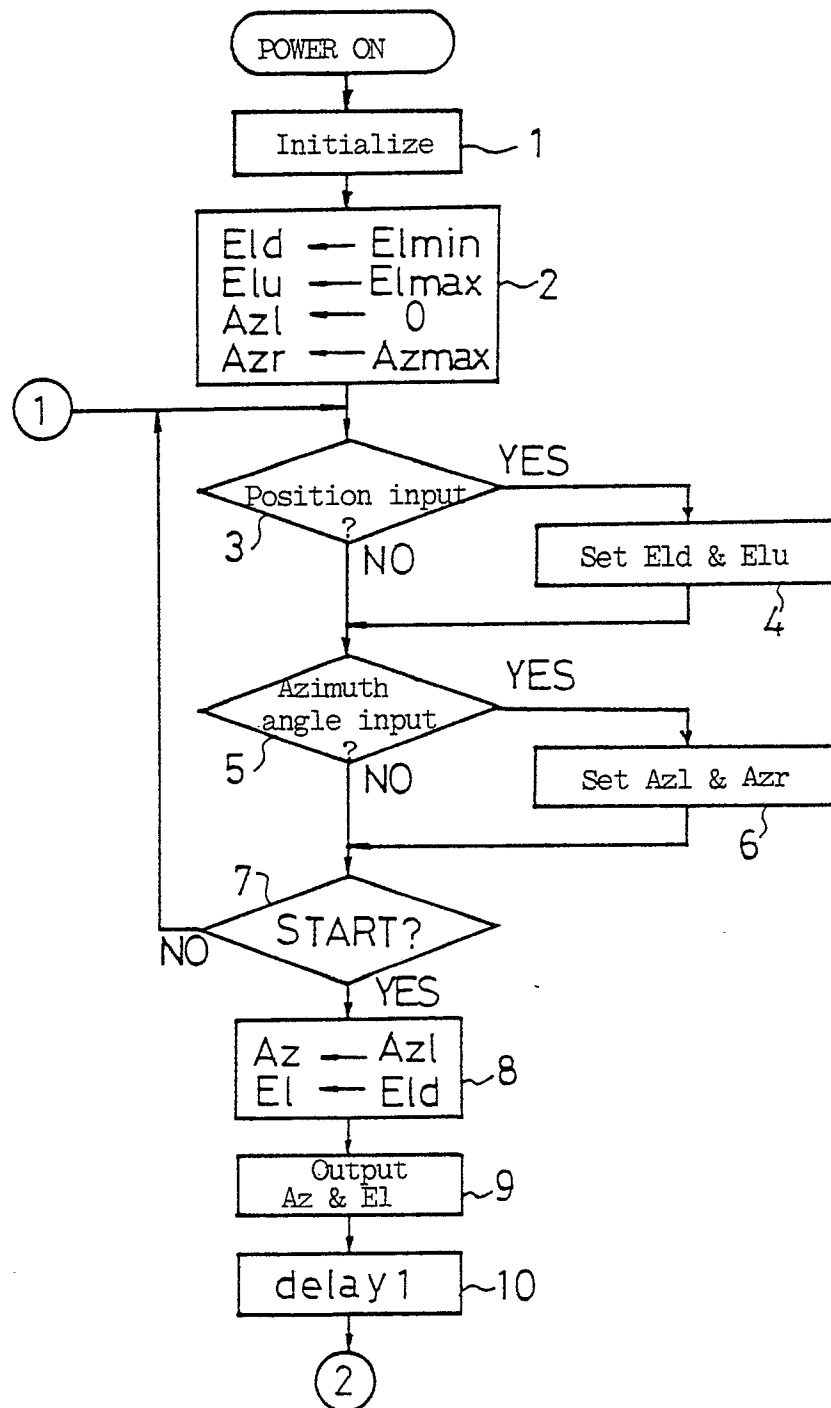 POWER ON
Initialize
1
Eld ← Elmin
Elu ← Elmax
Azl ← 0
Azr ← Azmax
2
1
Position input
?
3
YES
NO
Set Eld & Elu
4
Azimuth
angle input
?
5
YES
NO
Set Azl & Azr
6
7
START?
NO
YES
Az ← Azl
El ← Eld
8
Output
Az & El
9
delay1
10
2